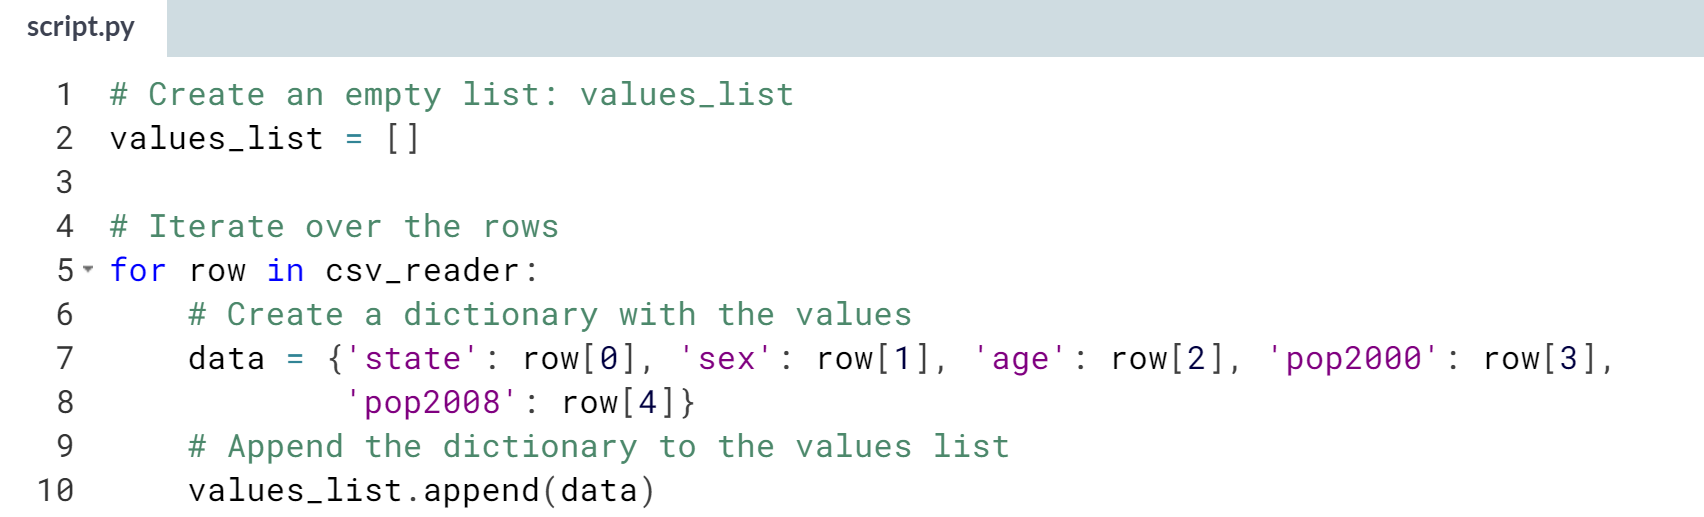 script.py
1 # Create an empty list: values_list
2 values_list = []
3
4 # Iterate over the rows
5 for row in csv_reader:
6     # Create a dictionary with the values
7     data = {'state': row[0], 'sex': row[1], 'age': row[2], 'pop2000': row[3],
8             'pop2008': row[4]}
9     # Append the dictionary to the values list
10     values_list.append(data)